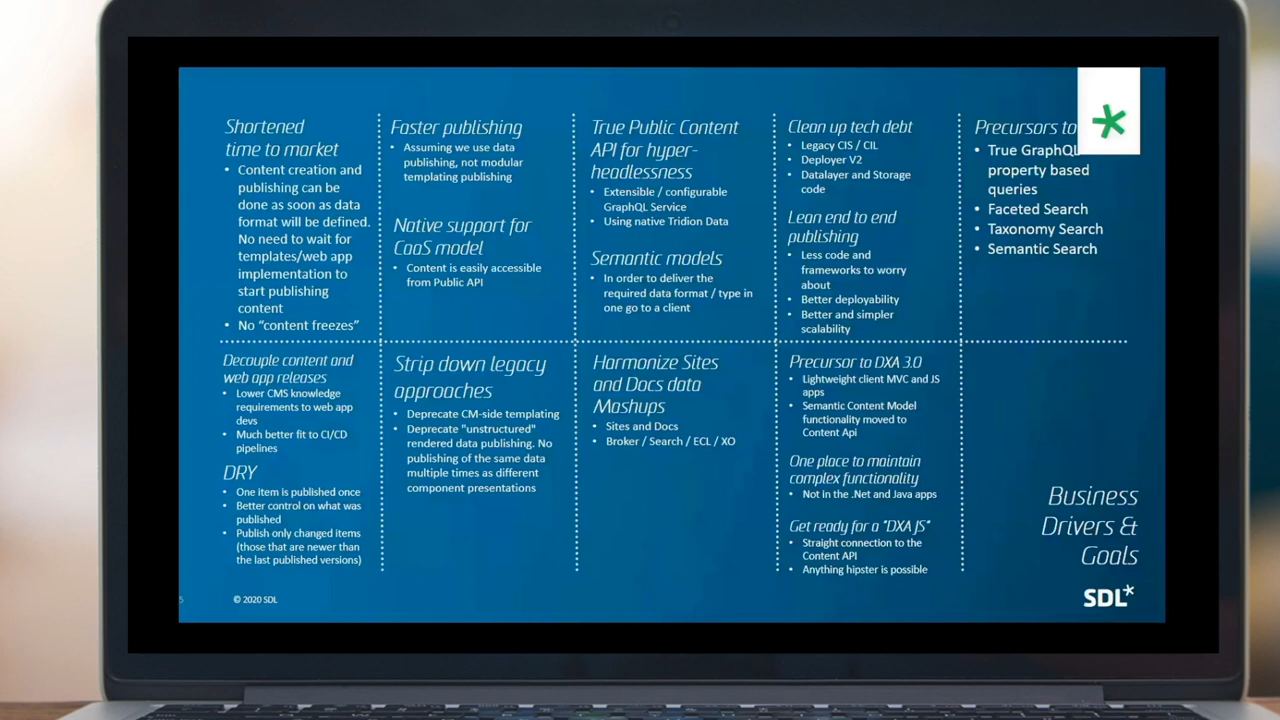 Shortened
time to market
• Content creation and
publishing can be
done as soon as data
format will be defined.
No need to wait for
templates/web app
implementation to
start publishing
content
• No “content freezes”
Faster publishing
• Assuming we use data
publishing, not modular
templating publishing
Native support for
CaaS model
• Content is easily accessible
from Public API
True Public Content
API for hyper-
headlessness
• Extensible / configurable
GraphQL Service
• Using native Tridion Data
Semantic models
• In order to deliver the
required data format / type in
one go to a client
Clean up tech debt
• Legacy CIS / CIL
• Deployer V2
• Datalayer and Storage
code
Lean end to end
publishing
• Less code and
frameworks to worry
about
• Better deployability
• Better and simpler
scalability
Precursors to
• True GraphQL
property based
queries
• Faceted Search
• Taxonomy Search
• Semantic Search
Decouple content and
web app releases
• Lower CMS knowledge
requirements to web app
devs
• Much better fit to CI/CD
pipelines
DRY
• One item is published once
• Better control on what was
published
• Publish only changed items
(those that are newer than
the last published versions)
Strip down legacy
approaches
• Deprecate CM-side templating
• Deprecate "unstructured"
rendered data publishing. No
publishing of the same data
multiple times as different
component presentations
Harmonize Sites
and Docs data
Mashups
• Sites and Docs
• Broker / Search / ECL / XO
Precursor to DXA 3.0
• Lightweight client MVC and JS
apps
• Semantic Content Model
functionality moved to
Content Api
One place to maintain
complex functionality
• Not in the .Net and Java apps
Get ready for a "DXA JS"
• Straight connection to the
Content API
• Anything hipster is possible
Business
Drivers &
Goals
5
© 2020 SDL
SDL*